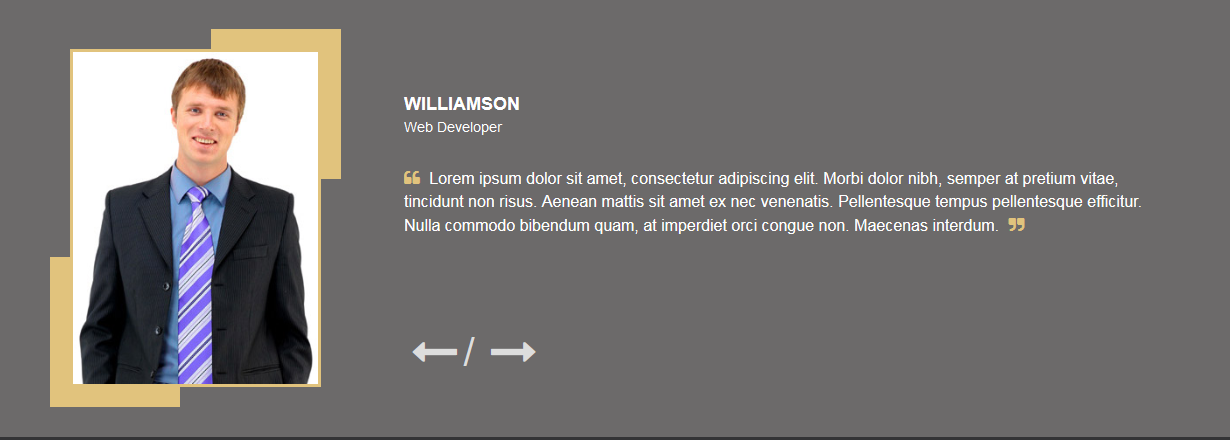 WILLIAMSON
Web Developer
“ Lorem ipsum dolor sit amet, consectetur adipiscing elit. Morbi dolor nibh, semper at pretium vitae,
tincidunt non risus. Aenean mattis sit amet ex nec venenatis. Pellentesque tempus pellentesque efficitur.
Nulla commodo bibendum quam, at imperdiet orci congue non. Maecenas interdum. ”
← / →